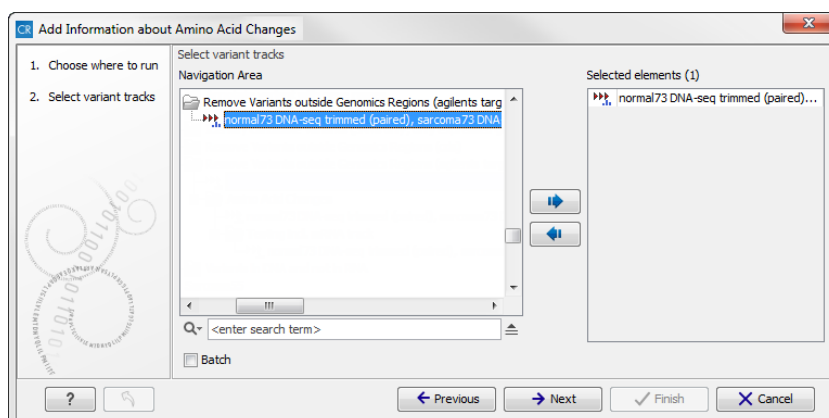 CR Add Information about Amino Acid Changes
1. Choose where to run
2. Select variant tracks
Select variant tracks
Navigation Area
Remove Variants outside Genomics Regions (agilents targ
normal73 DNA-seq trimmed (paired), sarcoma73 DNA
<enter search term>
Batch
Selected elements (1)
normal73 DNA-seq trimmed (paired)...
?
Previous
Next
Finish
Cancel